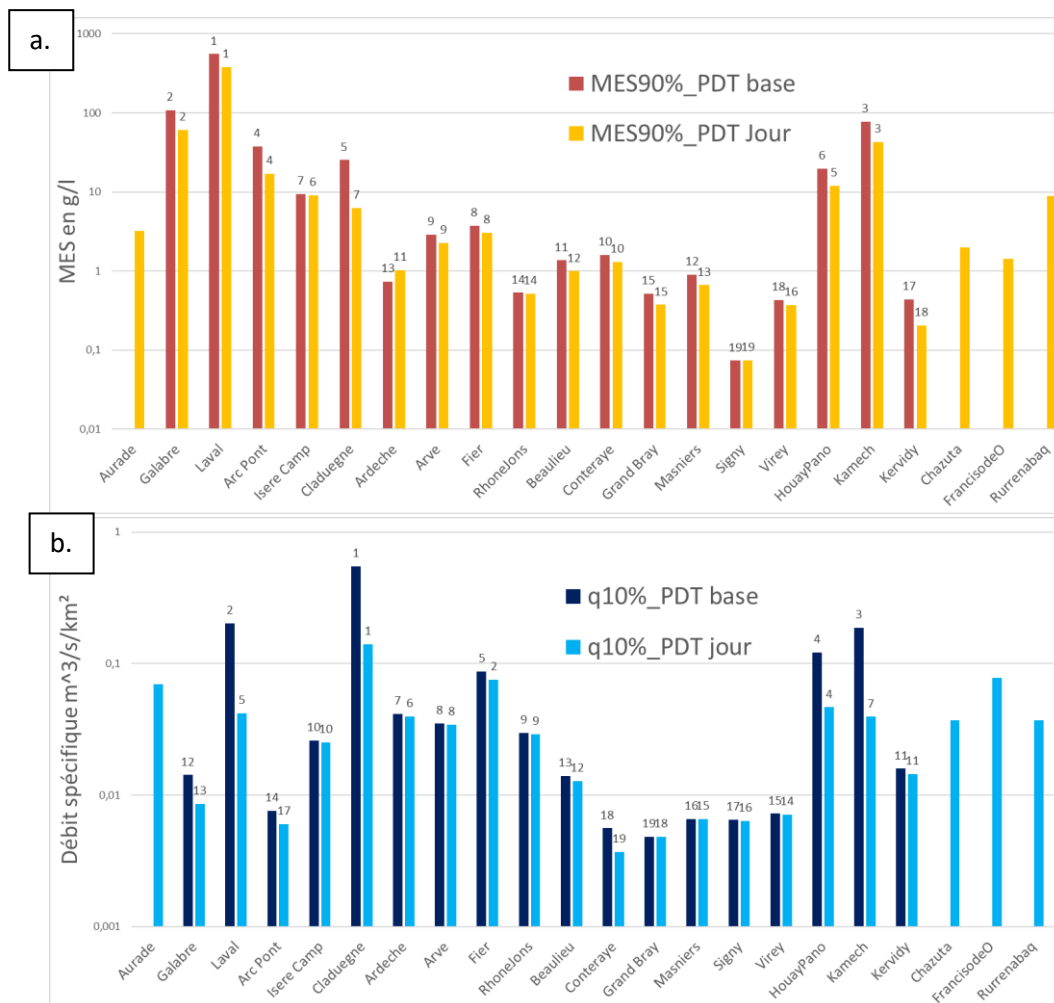 a.
1000
100
10
1
0,1
0,01
MES en g/l
MES90%_PDT base
MES90%_PDT Jour
2 2
1 1
4 4
7 6
5 7
13 11
9 9
8 8
14 14
11 12
10 10
15 15
12 13
19 19
18 16
6 5
3 3
17 18
Aurade
Galabre
Laval
Arc Pont
Isere Camp
Claduegne
Ardeche
Arve
Fier
RhoneJons
Beaulieu
Conteraye
Grand Bray
Masniers
Signy
Virey
HouayPano
Kamech
Kervidy
Chazuta
FrancisodeO
Rurrenabaq
b.
1
0,1
0,01
0,001
Débit spécifique m^3/s/km²
q10%_PDT base
q10%_PDT jour
12 13
2 5
14 17
10 10
1 1
7 6
8 8
5 2
9 9
13 12
18 19
19 18
16 15
17 16
15 14
4 4
3 7
11 11
Aurade
Galabre
Laval
Arc Pont
Isere Camp
Claduegne
Ardeche
Arve
Fier
RhoneJons
Beaulieu
Conteraye
Grand Bray
Masniers
Signy
Virey
HouayPano
Kamech
Kervidy
Chazuta
FrancisodeO
Rurrenabaq